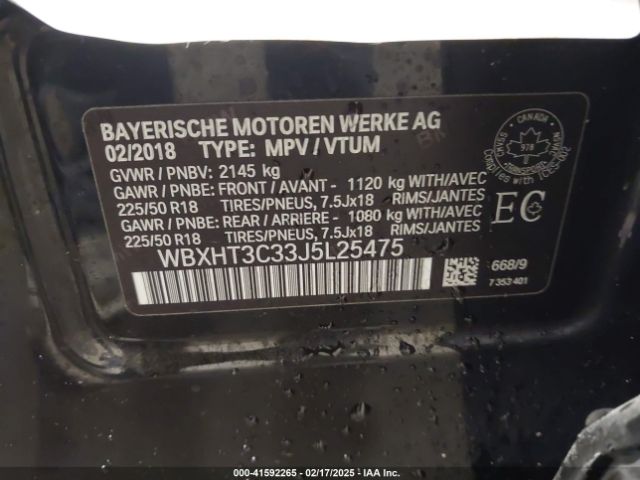 BAYERISCHE MOTOREN WERKE AG
02/2018 TYPE: MPV / VTUM
GVWR / PNBV: 2145 kg
GAWR / PNBE: FRONT / AVANT - 1120 kg WITH/AVEC
225/50 R18 TIRES/PNEUS, 7.5Jx18 RIMS/JANTES
GAWR / PNBE: REAR / ARRIERE - 1080 kg WITH/AVEC
225/50 R18 TIRES/PNEUS, 7.5Jx18 RIMS/JANTES
WBXHT3C33J5L25475
CANADA
978
TRANSPORT
EC
668/9
7 353 401
000-41592265 - 02/17/2025 - IAA Inc.